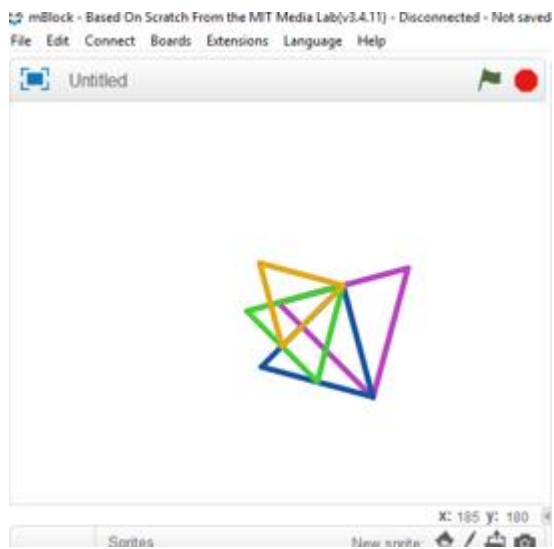 mBlock - Based On Scratch From the MIT Media Lab(v3.4.11) - Disconnected - Not saved
File Edit Connect Boards Extensions Language Help
Untitled
X: 185 y: 180
Sprites New sprite: